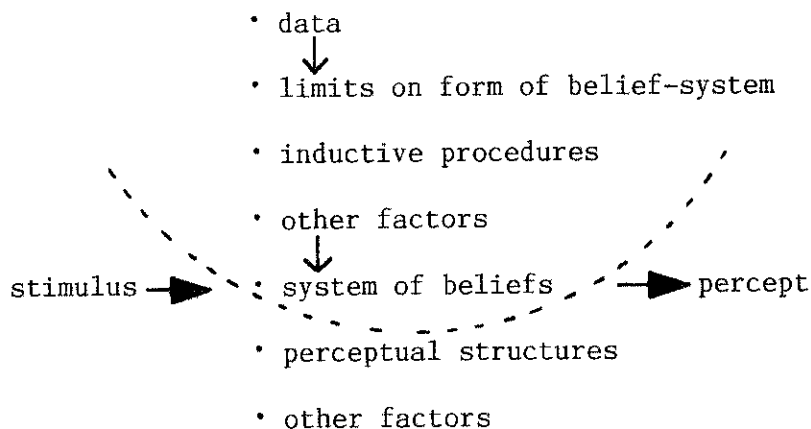 · data
· limits on form of belief-system
· inductive procedures
· other factors
stimulus · system of beliefs percept
· perceptual structures
· other factors